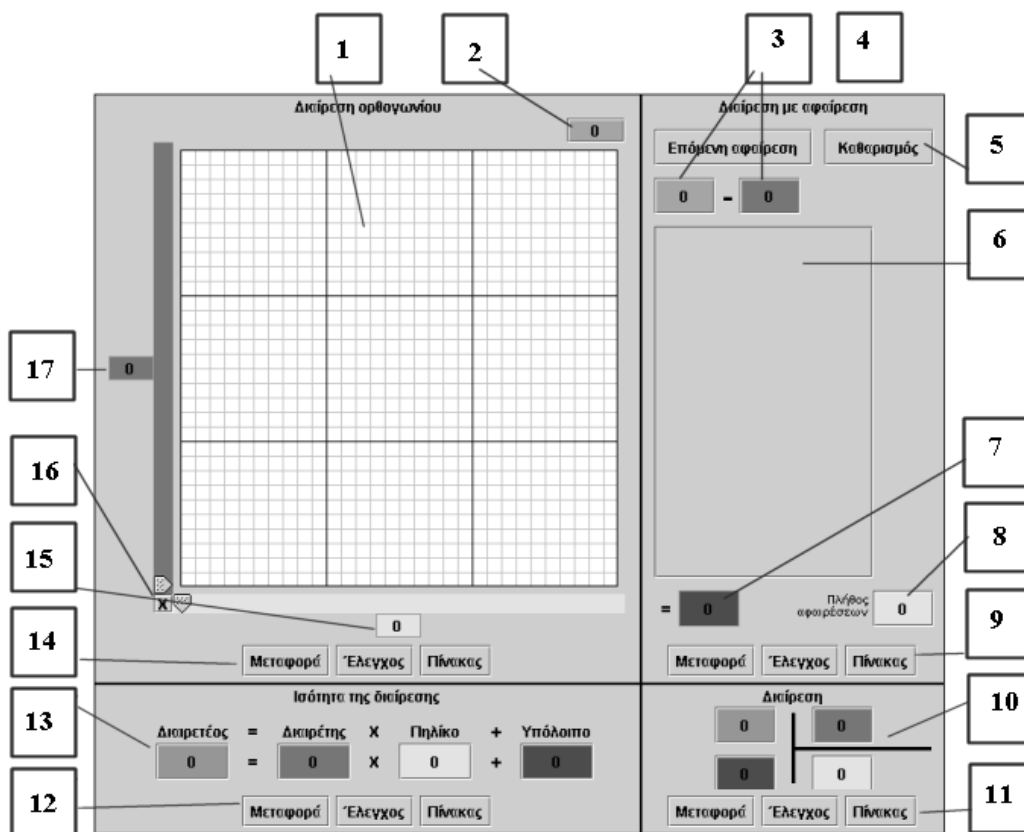 1
2
3
4
Διαίρεση ορθογωνίου
0
Διαίρεση με αφαίρεση
Επόμενη αφαίρεση
Καθαρισμός
5
0 - 0
6
17
0
16
X
15
0
7
= 0
Πλήθος
αφαιρέσεων
0
8
14
Μεταφορά Έλεγχος Πίνακας
Μεταφορά Έλεγχος Πίνακας
9
Ισότητα της διαίρεσης
13
Διαιρετέος = Διαιρέτης X Πηλίκο + Υπόλοιπο
0 = 0 X 0 + 0
Διαίρεση
0 0
0 0
10
12
Μεταφορά Έλεγχος Πίνακας
Μεταφορά Έλεγχος Πίνακας
11